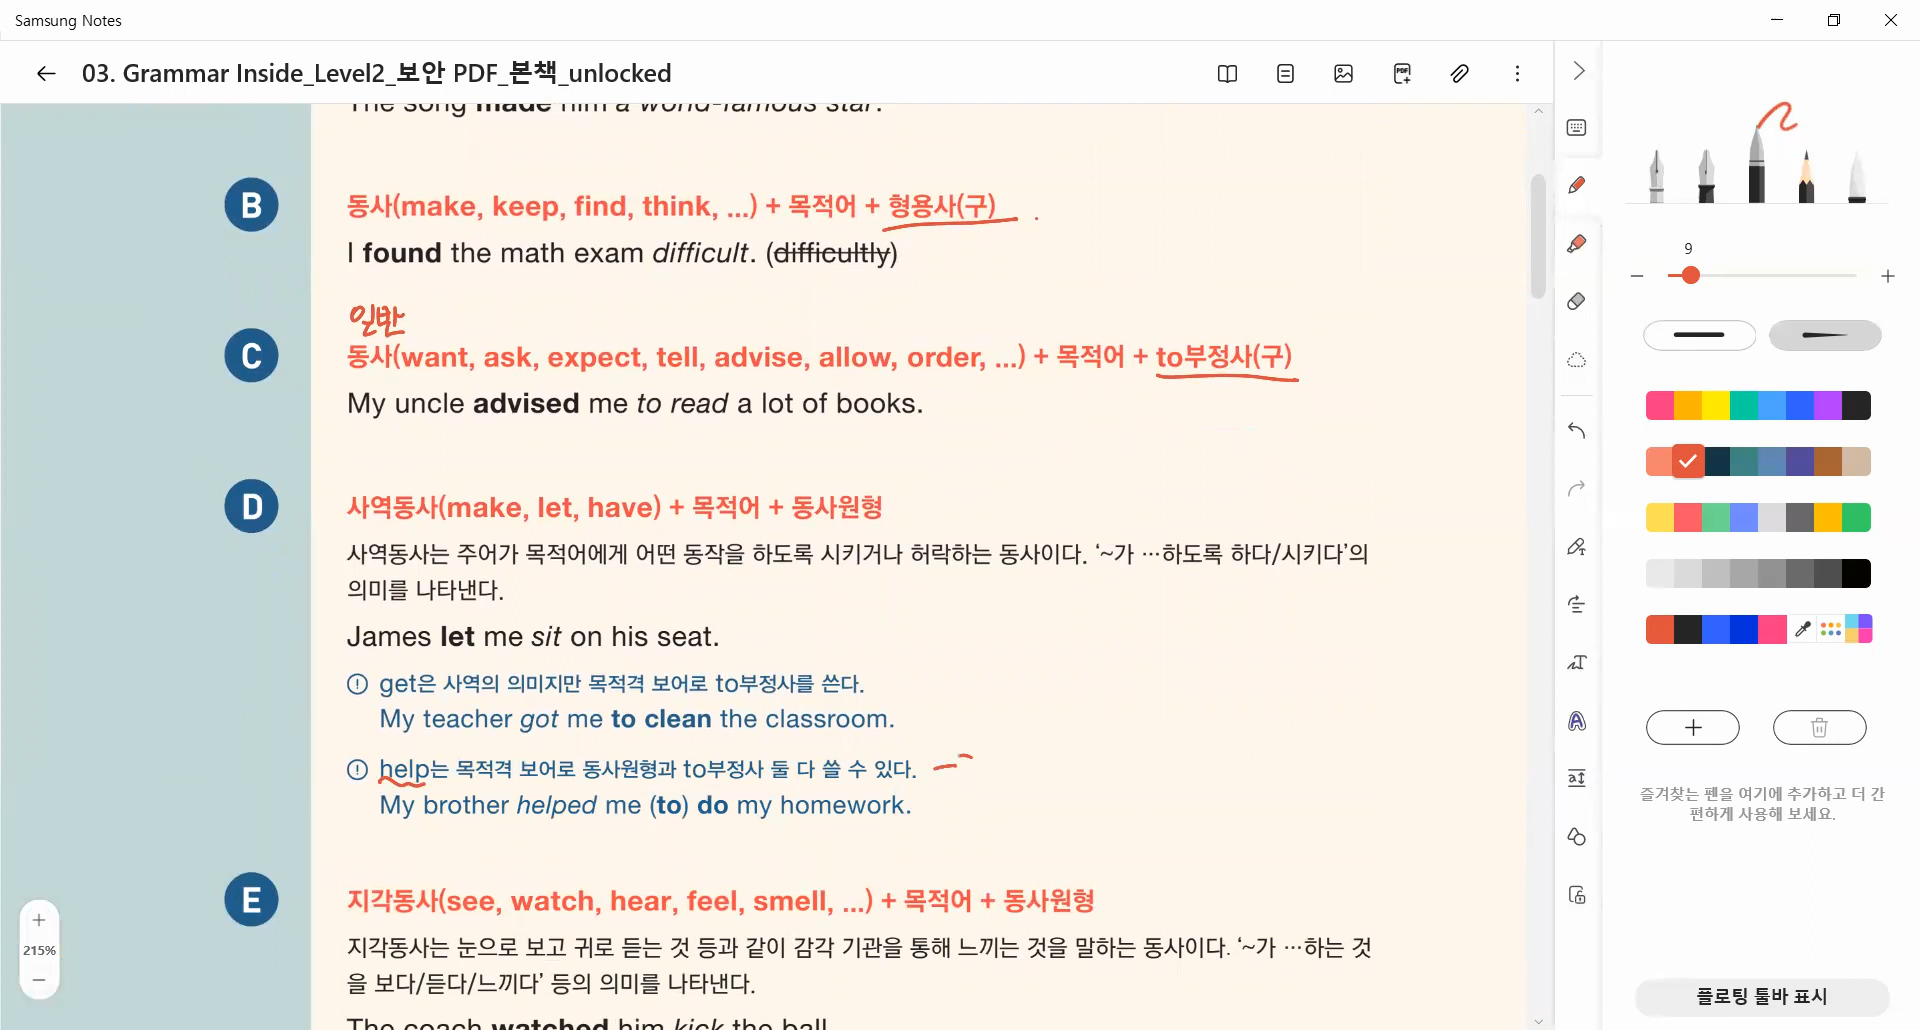 Samsung Notes
03. Grammar Inside_Level2_보안 PDF_본책_unlocked
The song made him a world-famous star.
B
동사(make, keep, find, think, ...) + 목적어 + 형용사(구)
I found the math exam difficult. (difficultly)
일반
C
동사(want, ask, expect, tell, advise, allow, order, ...) + 목적어 + to부정사(구)
My uncle advised me to read a lot of books.
D
사역동사(make, let, have) + 목적어 + 동사원형
사역동사는 주어가 목적어에게 어떤 동작을 하도록 시키거나 허락하는 동사이다. ‘~가 …하도록 하다/시키다’의
의미를 나타낸다.
James let me sit on his seat.
! get은 사역의 의미지만 목적격 보어로 to부정사를 쓴다.
My teacher got me to clean the classroom.
! help는 목적격 보어로 동사원형과 to부정사 둘 다 쓸 수 있다.
My brother helped me (to) do my homework.
E
지각동사(see, watch, hear, feel, smell, ...) + 목적어 + 동사원형
지각동사는 눈으로 보고 귀로 듣는 것 등과 같이 감각 기관을 통해 느끼는 것을 말하는 동사이다. ‘~가 …하는 것
을 보다/듣다/느끼다’ 등의 의미를 나타낸다.
The coach watched him kick the ball.
215%
PDF
9
즐겨찾는 펜을 여기에 추가하고 더 간
편하게 사용해 보세요.
플로팅 툴바 표시